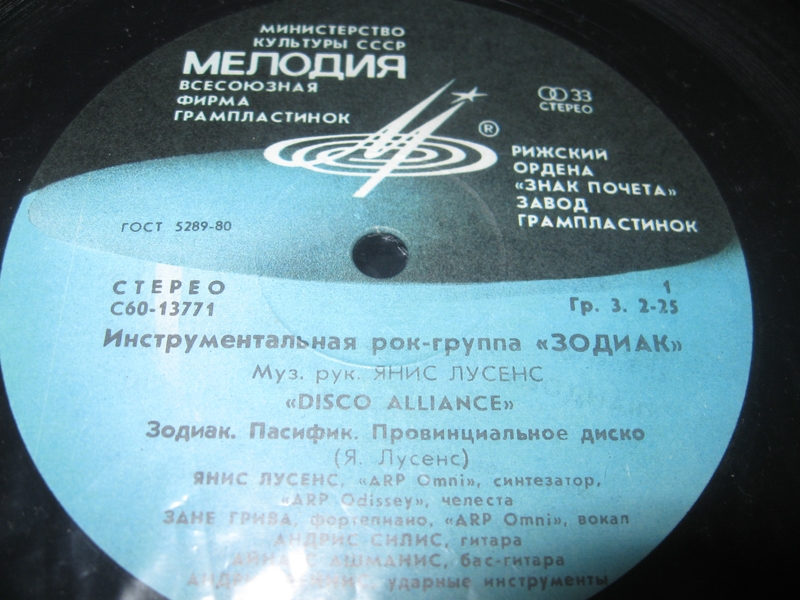 МИНИСТЕРСТВО
КУЛЬТУРЫ СССР
МЕЛОДИЯ
ВСЕСОЮЗНАЯ
ФИРМА
ГРАМПЛАСТИНОК
33
СТЕРЕО
®
РИЖСКИЙ
ОРДЕНА
«ЗНАК ПОЧЕТА»
ЗАВОД
ГРАМПЛАСТИНОК
ГОСТ 5289-80
СТЕРЕО
С60-13771
1
Гр. 3. 2-25
Инструментальная рок-группа «ЗОДИАК»
Муз. рук. ЯНИС ЛУСЕНС
«DISCO ALLIANCE»
Зодиак. Пасифик. Провинциальное диско
(Я. Лусенс)
ЯНИС ЛУСЕНС, «ARP Omni», синтезатор,
«ARP Odissey», челеста
ЗАНЕ ГРИВА, фортепиано, «ARP Omni», вокал
АНДРИС СИЛИС, гитара
АШМАНИС, бас-гитара
ударные инструменты